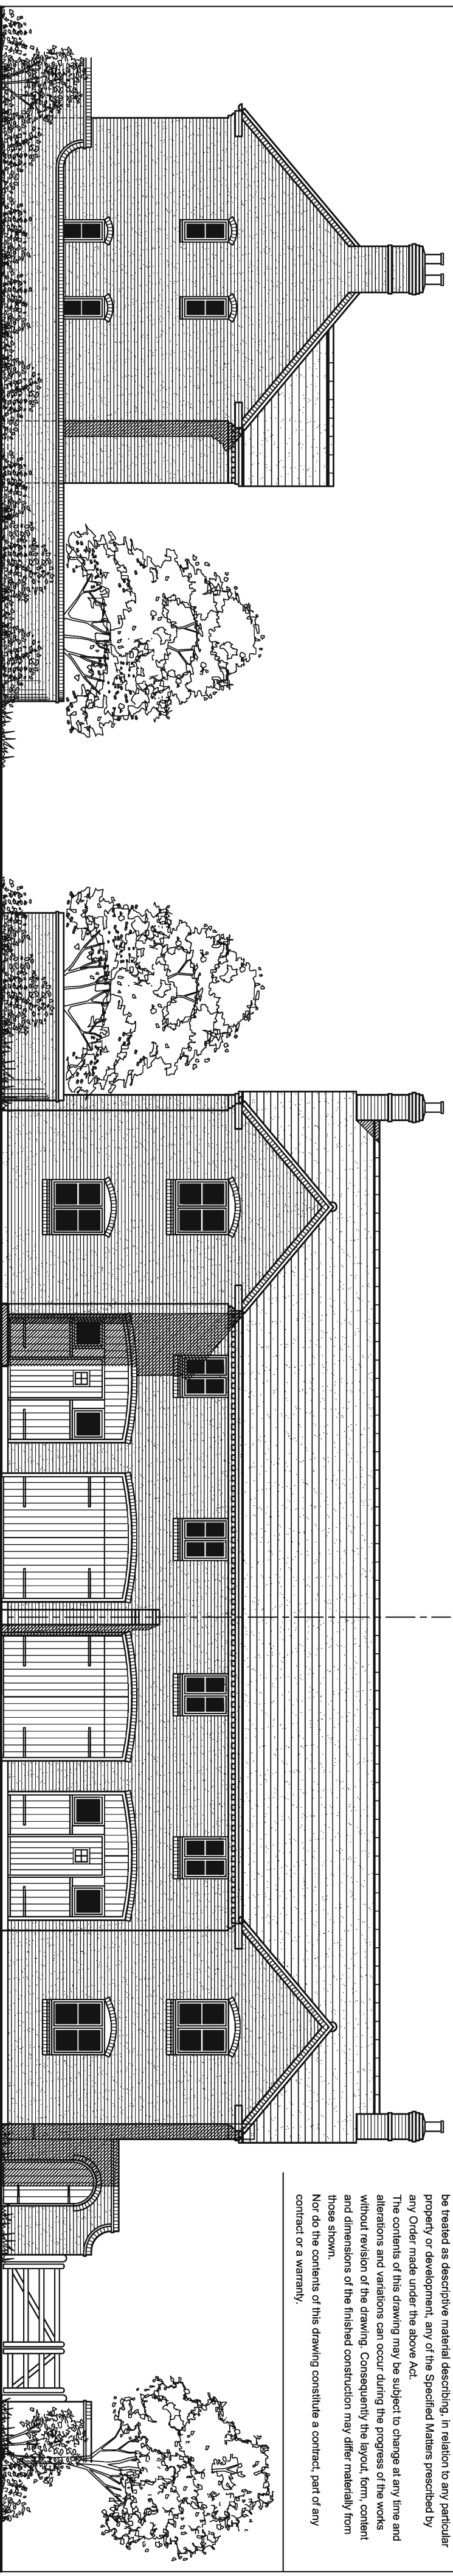 be treated as descriptive material describing, in relation to any particular
property or development, any of the Specified Matters prescribed by
any Order made under the above Act.
The contents of this drawing may be subject to change at any time and
alterations and variations can occur during the progress of the works
without revision of the drawing. Consequently the layout, form, content
and dimensions of the finished construction may differ materially from
those shown.
Nor do the contents of this drawing constitute a contract, part of any
contract or a warranty.